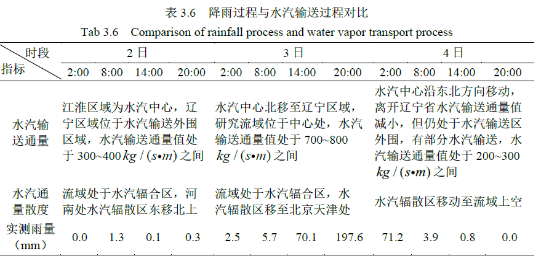 表 3.6 降雨过程与水汽输送过程对比
Tab 3.6 Comparison of rainfall process and water vapor transport process
时段
指标
2 日 3 日 4 日
2:00 8:00 14:00 20:00 2:00 8:00 14:00 20:00 2:00 8:00 14:00 20:00
水汽输送通量
江淮区域为水汽中心，辽
宁区域位于水汽输送外围
区域，水汽输送通量值处
于 300~400 kg / (s•m) 之间
水汽中心北移至辽宁区域，
研究流域位于中心处，水汽
输送通量值处于 700~800
kg / (s•m) 之间
水汽中心沿东北方向移动，
离开辽宁省水汽输送通量值
减小，但仍处于水汽输送区
外围，有部分水汽输送，水
汽输送通量值处于 200~300
kg / (s•m) 之间
水汽通量散度
流域处于水汽辐合区，河
南处水汽辐散区东移北上
流域处于水汽辐合区，水
汽辐散区移至北京天津处
水汽辐散区移动至流域上空
实测雨量
（mm）
0.0 1.3 0.1 0.3 2.5 5.7 70.1 197.6 71.2 3.9 0.8 0.0